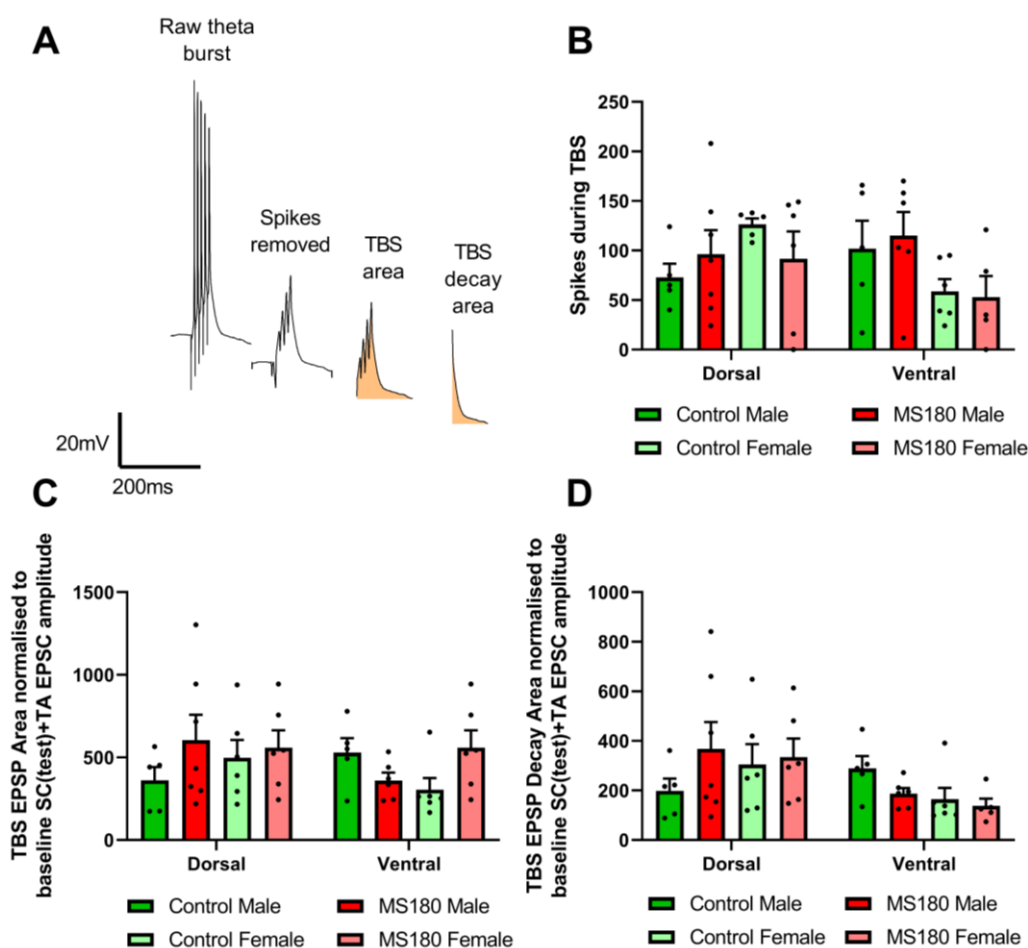 A
Raw theta
burst
Spikes
removed
TBS
area
TBS
decay
area
20mV
200ms
B
Spikes during TBS
250
200
150
100
50
0
Dorsal
Ventral
Control Male
MS180 Male
Control Female
MS180 Female
C
TBS EPSP Area normalised to
baseline SC(test)+TA EPSC amplitude
1500
1000
500
0
Dorsal
Ventral
Control Male
MS180 Male
Control Female
MS180 Female
D
TBS EPSP Decay Area normalised to
baseline SC(test)+TA EPSC amplitude
1000
800
600
400
200
0
Dorsal
Ventral
Control Male
MS180 Male
Control Female
MS180 Female